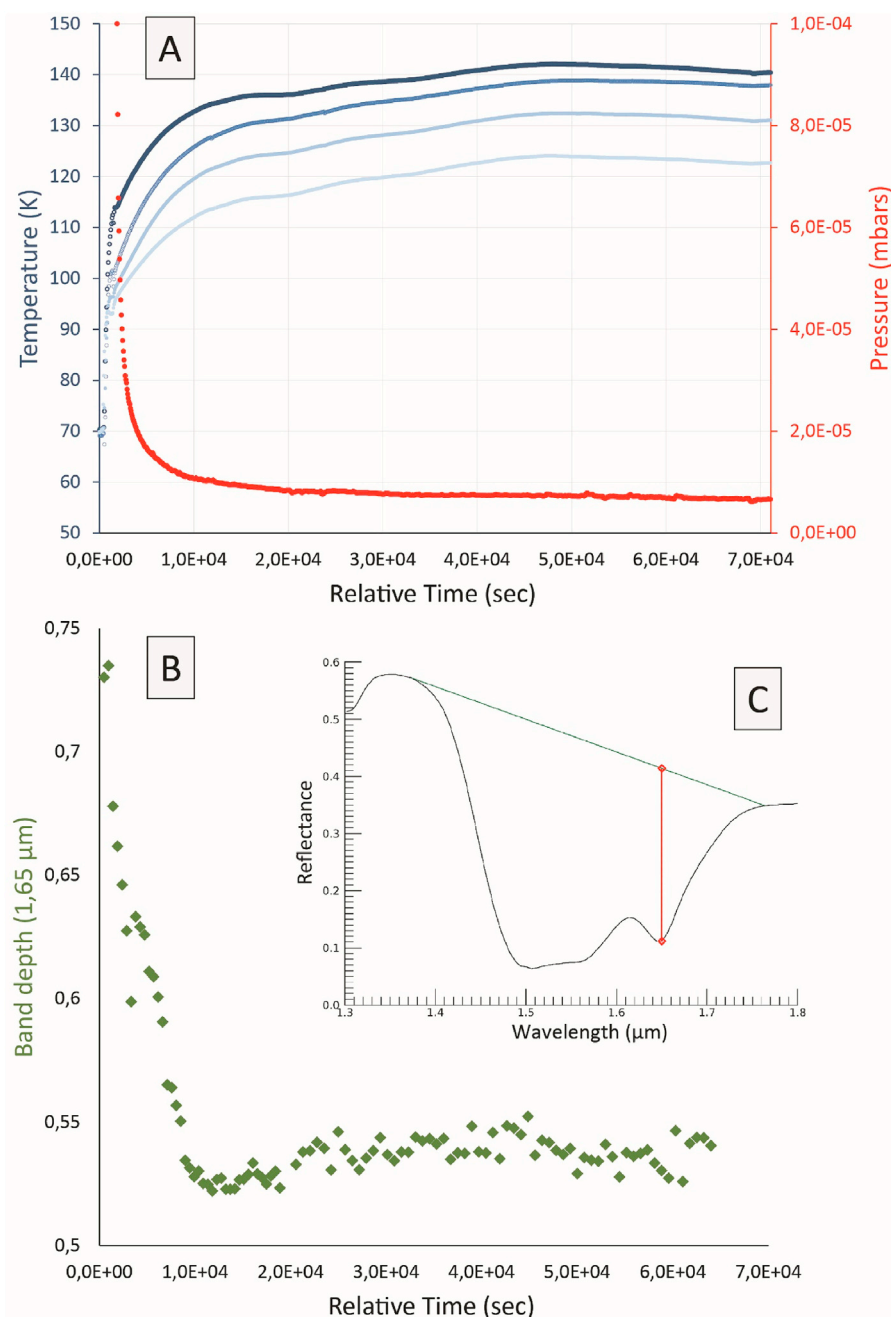 A
150
140
130
120
110
100
90
80
70
60
50
Temperature (K)
1,0E-04
8,0E-05
6,0E-05
4,0E-05
2,0E-05
0,0E+00
Pressure (mbars)
0,0E+00 1,0E+04 2,0E+04 3,0E+04 4,0E+04 5,0E+04 6,0E+04 7,0E+04
Relative Time (sec)
B
0,75
0,7
0,65
0,6
0,55
0,5
Band depth (1,65 µm)
C
0.6
0.5
0.4
0.3
0.2
0.1
0.0
Reflectance
1.3 1.4 1.5 1.6 1.7 1.8
Wavelength (µm)
0,0E+00 1,0E+04 2,0E+04 3,0E+04 4,0E+04 5,0E+04 6,0E+04 7,0E+04
Relative Time (sec)